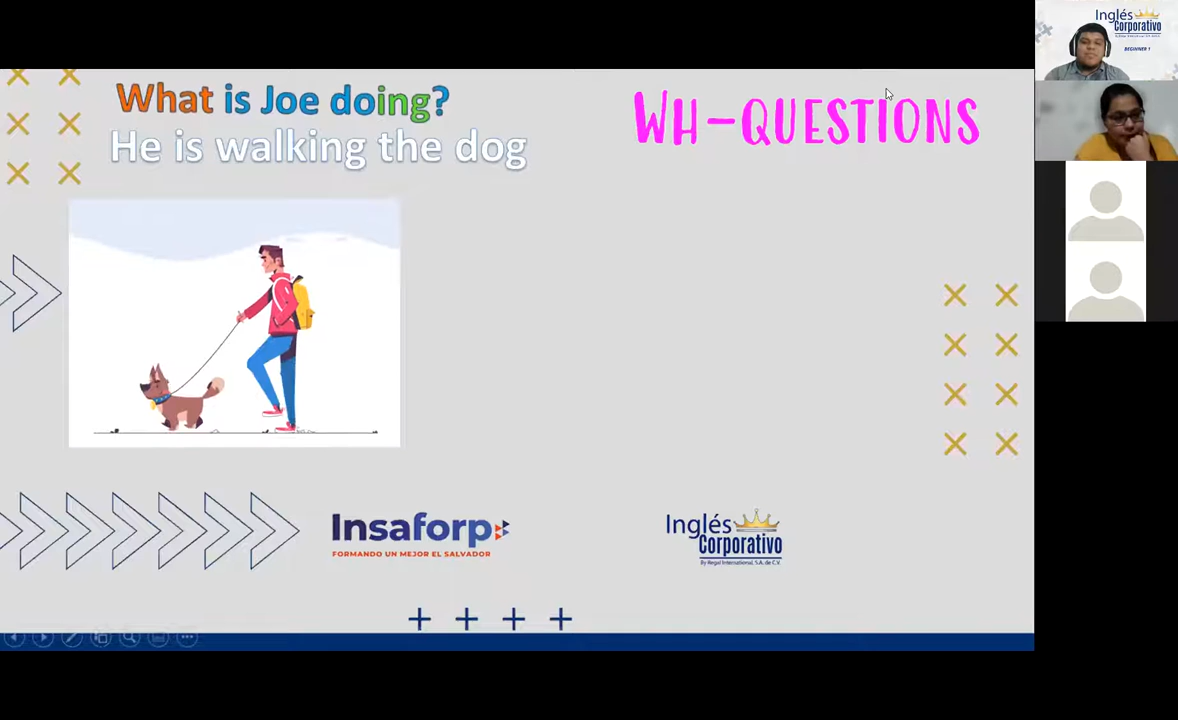 What is Joe doing?
He is walking the dog
WH-QUESTIONS
Insaforp
FORMANDO UN MEJOR EL SALVADOR
Inglés
Corporativo
By Regal International, S.A. de C.V.
Inglés
Corporativo
BEGINNER 1